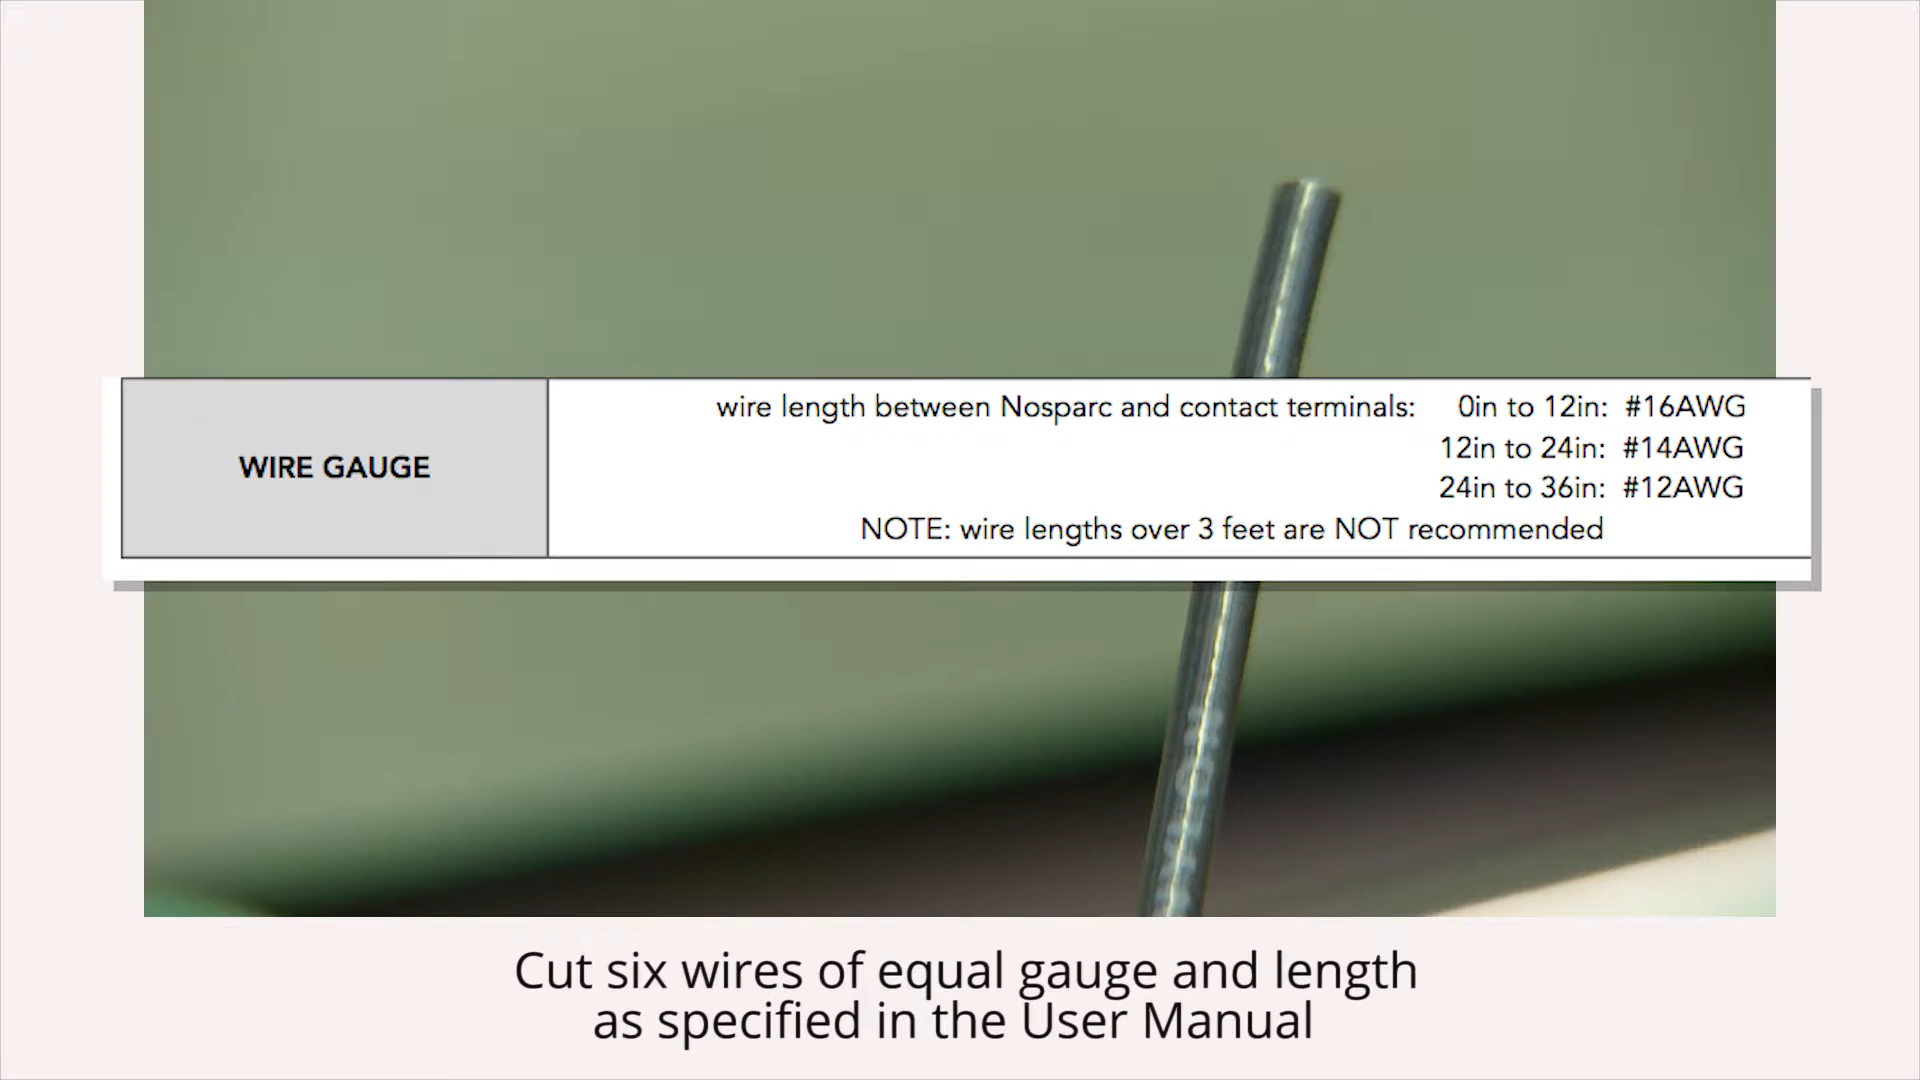 WIRE GAUGE
wire length between Nosparc and contact terminals: 0in to 12in: #16AWG
12in to 24in: #14AWG
24in to 36in: #12AWG
NOTE: wire lengths over 3 feet are NOT recommended
Cut six wires of equal gauge and length
as specified in the User Manual